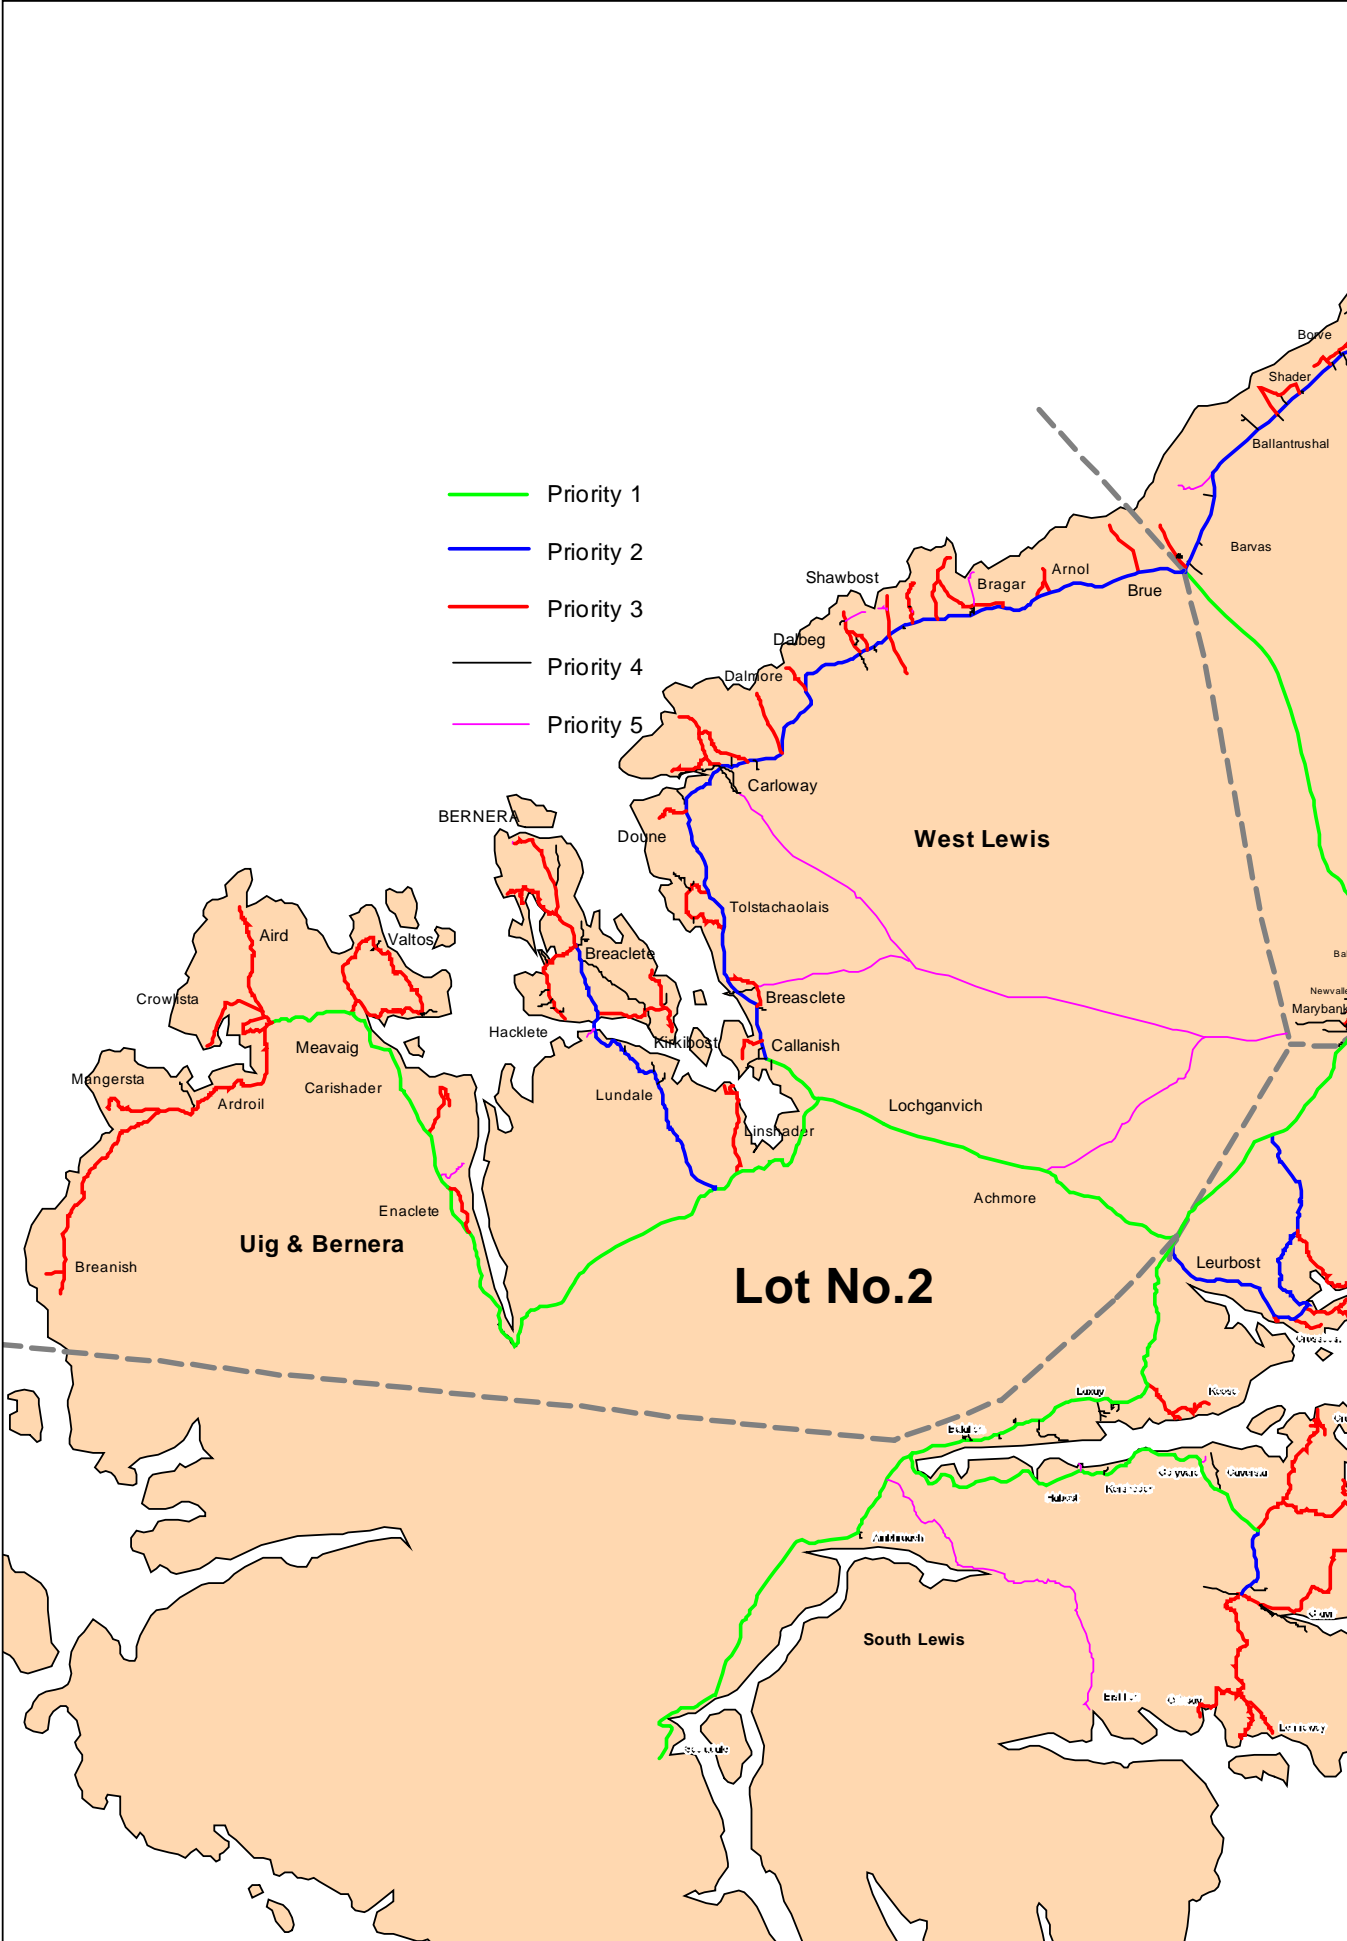 Borve
Shader
Ballantrushal
Priority 1
Priority 2
Barvas
Shawbost
Arnol
Bragar
Brue
Priority 3
Dalbeg
Priority 4
Dalmore
Priority 5
Carloway
BERNERA
Doune
West Lewis
Tolstachaolais
Aird
Valtos
Breaclete
Newvalle
Crowlista
Breasclete
Marybank
Hacklete
Kirkibost
Callanish
Meavaig
Mangersta
Carishader
Lundale
Ardroil
Lochganvich
Linshader
Achmore
Enaclete
Uig & Bernera
Breanish
Leurbost
Lot No.2
South Lewis